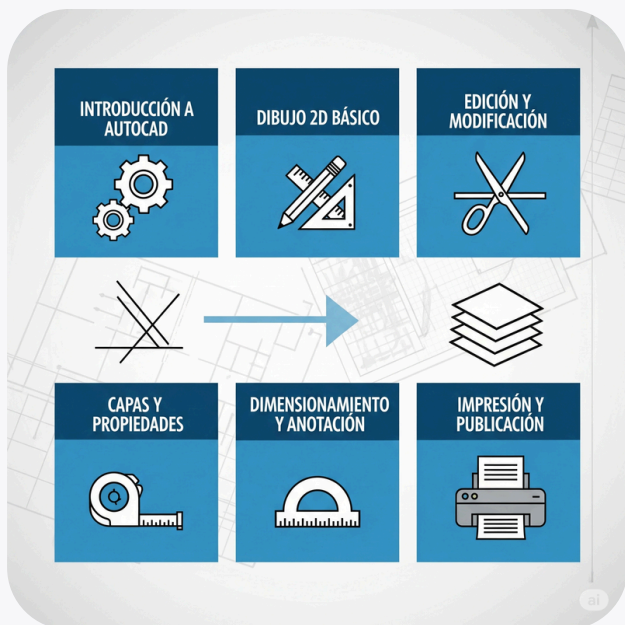 INTRODUCCIÓN A
AUTOCAD
DIBUJO 2D BÁSICO
EDICIÓN Y
MODIFICACIÓN
CAPAS Y
PROPIEDADES
DIMENSIONAMIENTO
Y ANOTACIÓN
IMPRESIÓN Y
PUBLICACIÓN
ai